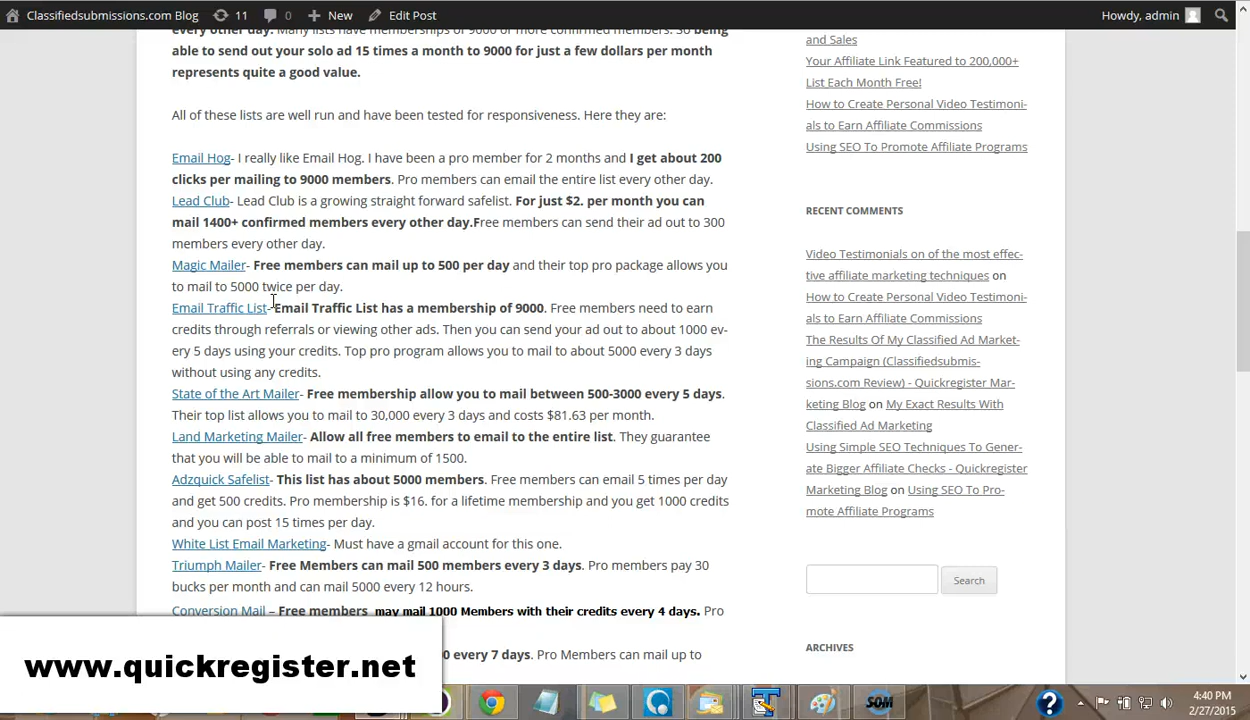 Classifiedsubmissions.com Blog 11 0 New Edit Post Howdy, admin
every other day. Many lists have memberships of 9000 or more confirmed members. So being
able to send out your solo ad 15 times a month to 9000 for just a few dollars per month
represents quite a good value.
All of these lists are well run and have been tested for responsiveness. Here they are:
Email Hog- I really like Email Hog. I have been a pro member for 2 months and I get about 200
clicks per mailing to 9000 members. Pro members can email the entire list every other day.
Lead Club- Lead Club is a growing straight forward safelist. For just $2. per month you can
mail 1400+ confirmed members every other day.Free members can send their ad out to 300
members every other day.
Magic Mailer- Free members can mail up to 500 per day and their top pro package allows you
to mail to 5000 twice per day.
Email Traffic List- Email Traffic List has a membership of 9000. Free members need to earn
credits through referrals or viewing other ads. Then you can send your ad out to about 1000 ev-
ery 5 days using your credits. Top pro program allows you to mail to about 5000 every 3 days
without using any credits.
State of the Art Mailer- Free membership allow you to mail between 500-3000 every 5 days.
Their top list allows you to mail to 30,000 every 3 days and costs $81.63 per month.
Land Marketing Mailer- Allow all free members to email to the entire list. They guarantee
that you will be able to mail to a minimum of 1500.
Adzquick Safelist- This list has about 5000 members. Free members can email 5 times per day
and get 500 credits. Pro membership is $16. for a lifetime membership and you get 1000 credits
and you can post 15 times per day.
White List Email Marketing- Must have a gmail account for this one.
Triumph Mailer- Free Members can mail 500 members every 3 days. Pro members pay 30
bucks per month and can mail 5000 every 12 hours.
Conversion Mail – Free members may mail 1000 Members with their credits every 4 days. Pro
0 every 7 days. Pro Members can mail up to
and Sales
Your Affiliate Link Featured to 200,000+
List Each Month Free!
How to Create Personal Video Testimoni-
als to Earn Affiliate Commissions
Using SEO To Promote Affiliate Programs
RECENT COMMENTS
Video Testimonials on of the most effec-
tive affiliate marketing techniques on
How to Create Personal Video Testimoni-
als to Earn Affiliate Commissions
The Results Of My Classified Ad Market-
ing Campaign (Classifiedsubmis-
sions.com Review) - Quickregister Mar-
keting Blog on My Exact Results With
Classified Ad Marketing
Using Simple SEO Techniques To Gener-
ate Bigger Affiliate Checks - Quickregister
Marketing Blog on Using SEO To Pro-
mote Affiliate Programs
Search
ARCHIVES
www.quickregister.net
SOM
4:40 PM
2/27/2015